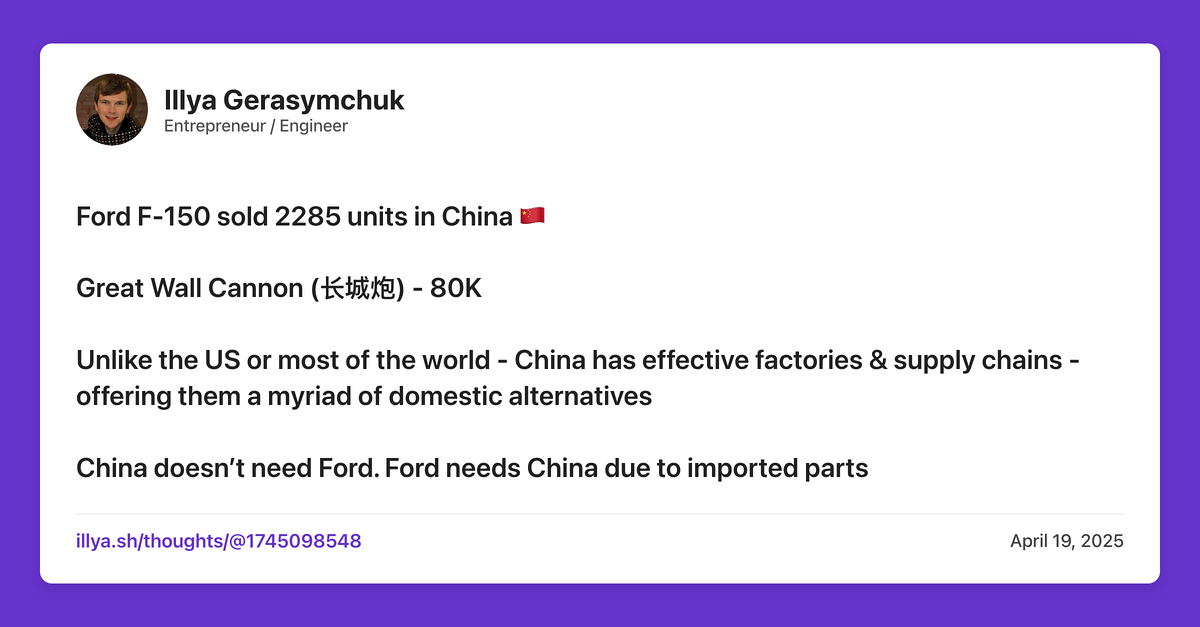 Illya Gerasymchuk
Entrepreneur / Engineer
Ford F-150 sold 2285 units in China 🇨🇳
Great Wall Cannon (长城炮) - 80K
Unlike the US or most of the world - China has effective factories & supply chains -
offering them a myriad of domestic alternatives
China doesn’t need Ford. Ford needs China due to imported parts
illya.sh/thoughts/@1745098548
April 19, 2025